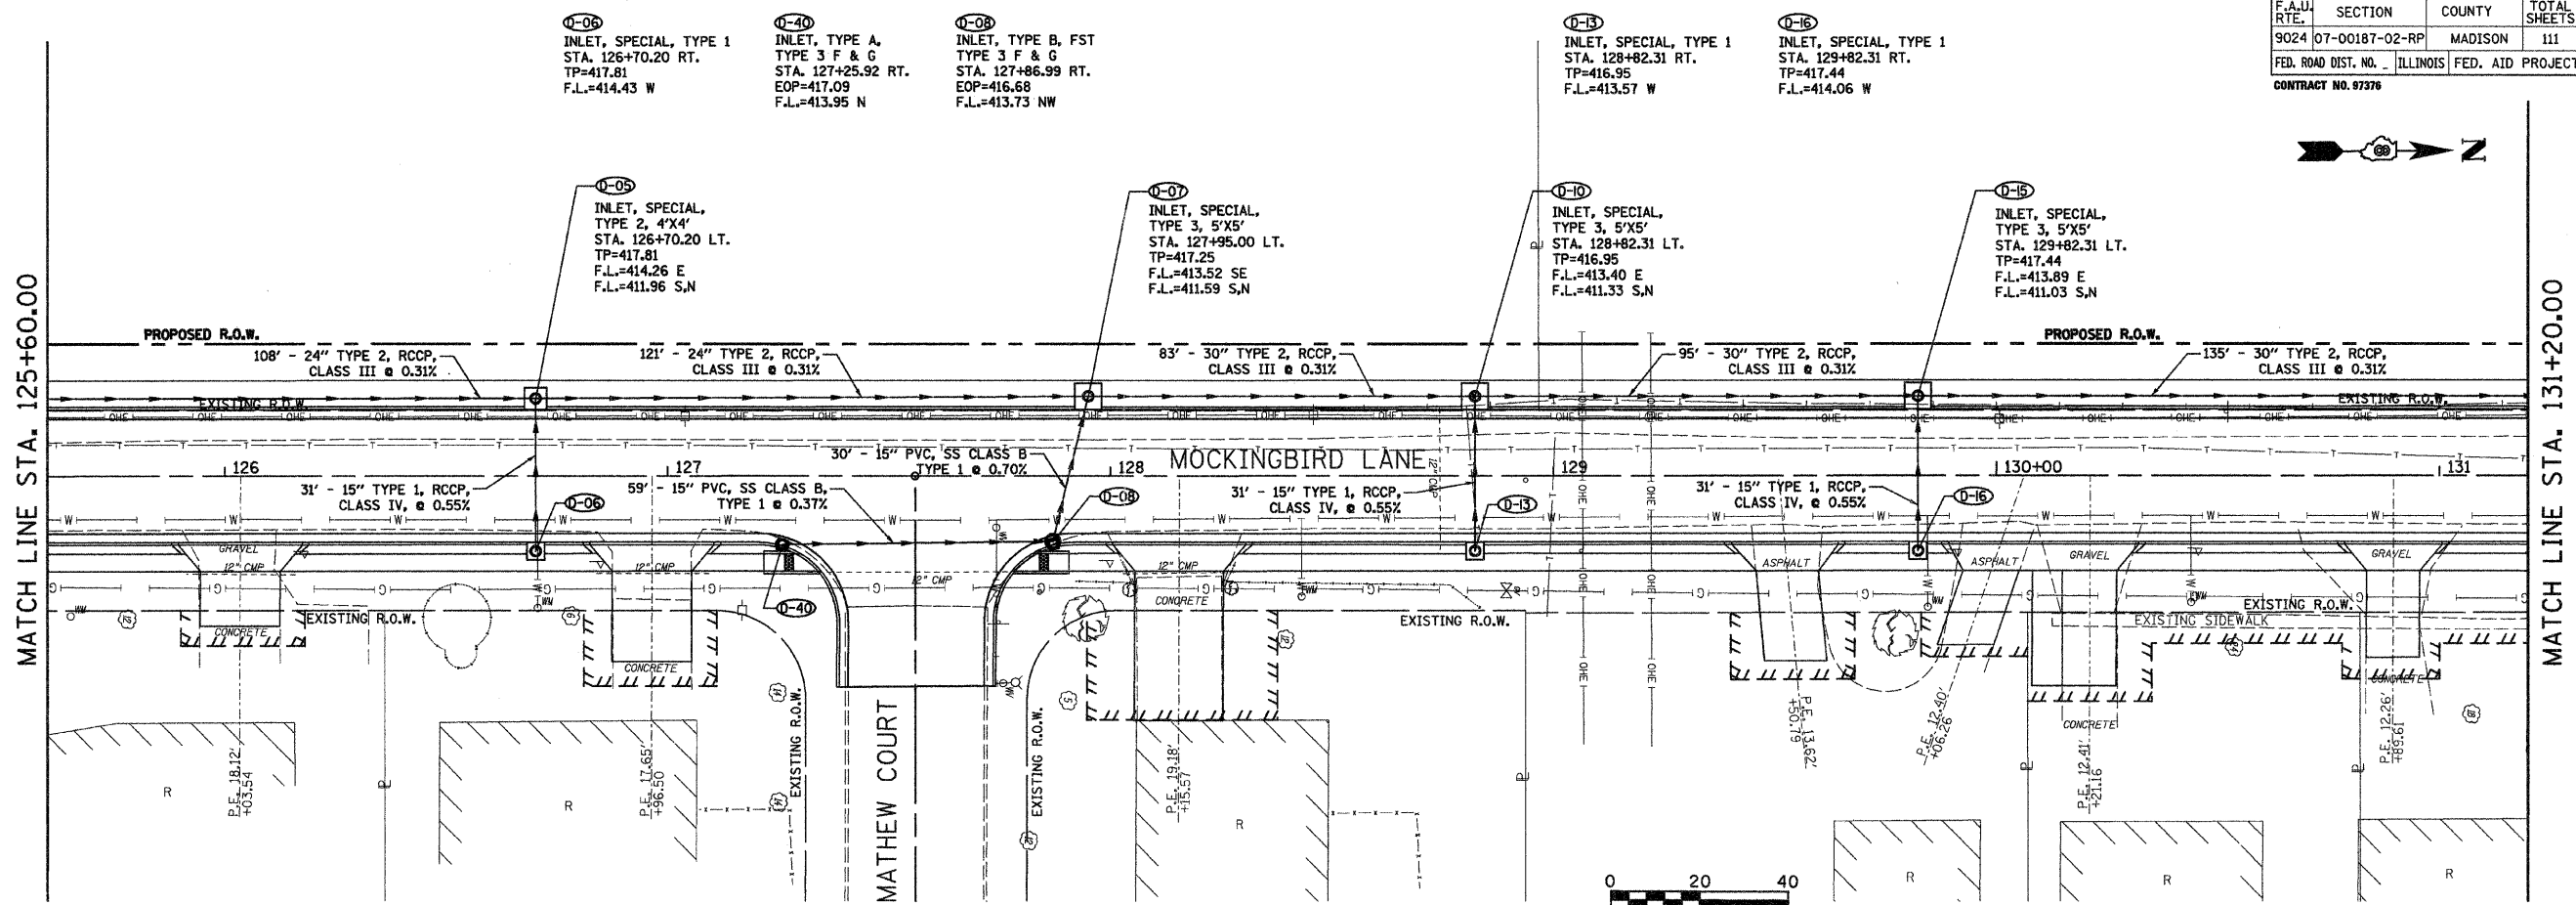 F.A.U. RTE. SECTION COUNTY TOTAL SHEETS
9024 07-00187-02-RP MADISON 111
FED. ROAD DIST. NO. _ ILLINOIS FED. AID PROJECT
CONTRACT NO. 97376
D-06
INLET, SPECIAL, TYPE 1
STA. 126+70.20 RT.
TP=417.81
F.L.=414.43 W
D-40
INLET, TYPE A,
TYPE 3 F & G
STA. 127+25.92 RT.
EOP=417.09
F.L.=413.95 N
D-08
INLET, TYPE B, FST
TYPE 3 F & G
STA. 127+86.99 RT.
EOP=416.68
F.L.=413.73 NW
D-13
INLET, SPECIAL, TYPE 1
STA. 128+82.31 RT.
TP=416.95
F.L.=413.57 W
D-16
INLET, SPECIAL, TYPE 1
STA. 129+82.31 RT.
TP=417.44
F.L.=414.06 W
N
D-05
INLET, SPECIAL,
TYPE 2, 4'X4'
STA. 126+70.20 LT.
TP=417.81
F.L.=414.26 E
F.L.=411.96 S,N
D-07
INLET, SPECIAL,
TYPE 3, 5'X5'
STA. 127+95.00 LT.
TP=417.25
F.L.=413.52 SE
F.L.=411.59 S,N
D-10
INLET, SPECIAL,
TYPE 3, 5'X5'
STA. 128+82.31 LT.
TP=416.95
F.L.=413.40 E
F.L.=411.33 S,N
D-15
INLET, SPECIAL,
TYPE 3, 5'X5'
STA. 129+82.31 LT.
TP=417.44
F.L.=413.89 E
F.L.=411.03 S,N
MATCH LINE STA. 125+60.00
MATCH LINE STA. 131+20.00
PROPOSED R.O.W.
PROPOSED R.O.W.
108' - 24" TYPE 2, RCCP,
CLASS III @ 0.31%
121' - 24" TYPE 2, RCCP,
CLASS III @ 0.31%
83' - 30" TYPE 2, RCCP,
CLASS III @ 0.31%
95' - 30" TYPE 2, RCCP,
CLASS III @ 0.31%
135' - 30" TYPE 2, RCCP,
CLASS III @ 0.31%
EXISTING R.O.W.
EXISTING R.O.W.
126
127
128
129
130+00
131
MOCKINGBIRD LANE
30' - 15" PVC, SS CLASS B
TYPE 1 @ 0.70%
31' - 15" TYPE 1, RCCP,
CLASS IV, @ 0.55%
59' - 15" PVC, SS CLASS B,
TYPE 1 @ 0.37%
31' - 15" TYPE 1, RCCP,
CLASS IV, @ 0.55%
31' - 15" TYPE 1, RCCP,
CLASS IV, @ 0.55%
12" CMP
D-06
D-08
D-13
D-16
D-40
GRAVEL
12" CMP
12" CMP
12" CMP
12" CMP
ASPHALT
ASPHALT
GRAVEL
GRAVEL
CONCRETE
CONCRETE
CONCRETE
CONCRETE
CONCRETE
EXISTING R.O.W.
EXISTING R.O.W.
EXISTING R.O.W.
EXISTING SIDEWALK
EXISTING R.O.W.
EXISTING R.O.W.
MATHEW COURT
P.E. 18.12'
+03.54
P.E. 17.65'
+96.50
P.E. 19.18'
+15.57
P.E. 13.62'
+50.79
P.E. 12.40'
+06.26
P.E. 12.41'
+21.16
P.E. 12.26'
+89.61
R
R
R
R
R
R
0 20 40